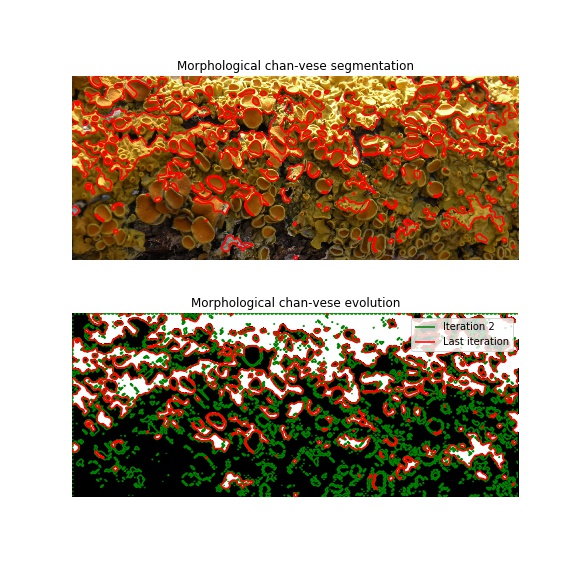 Morphological chan-vese segmentation
Morphological chan-vese evolution
Iteration 2
Last iteration